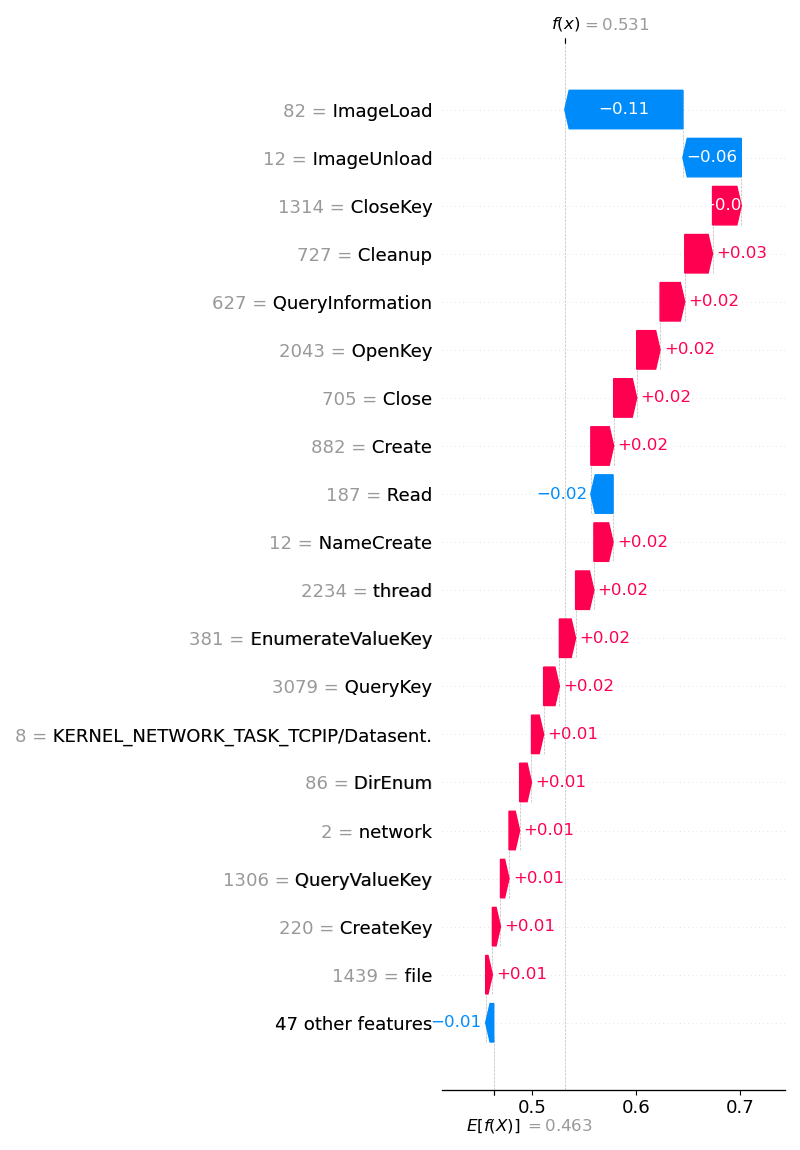 f(x) = 0.531
82 = ImageLoad −0.11
12 = ImageUnload −0.06
1314 = CloseKey
727 = Cleanup +0.03
627 = QueryInformation +0.02
2043 = OpenKey +0.02
705 = Close +0.02
882 = Create +0.02
187 = Read −0.02
12 = NameCreate +0.02
2234 = thread +0.02
381 = EnumerateValueKey +0.02
3079 = QueryKey +0.02
8 = KERNEL_NETWORK_TASK_TCPIP/Datasent. +0.01
86 = DirEnum +0.01
2 = network +0.01
1306 = QueryValueKey +0.01
220 = CreateKey +0.01
1439 = file +0.01
47 other features −0.01
0.5 0.6 0.7
E[f(X)] = 0.463